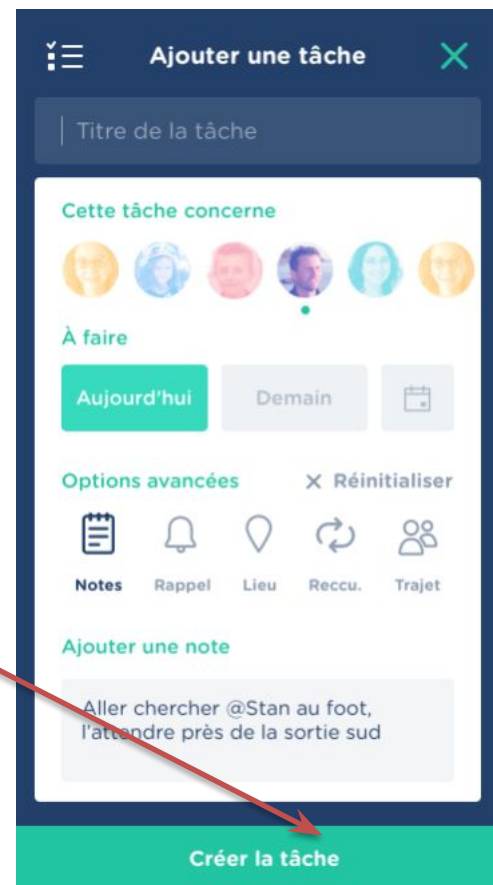 Ajouter une tâche
Titre de la tâche
Cette tâche concerne
À faire
Aujourd'hui Demain
Options avancées Réinitialiser
Notes Rappel Lieu Reccu. Trajet
Ajouter une note
Aller chercher @Stan au foot,
l'attendre près de la sortie sud
Créer la tâche